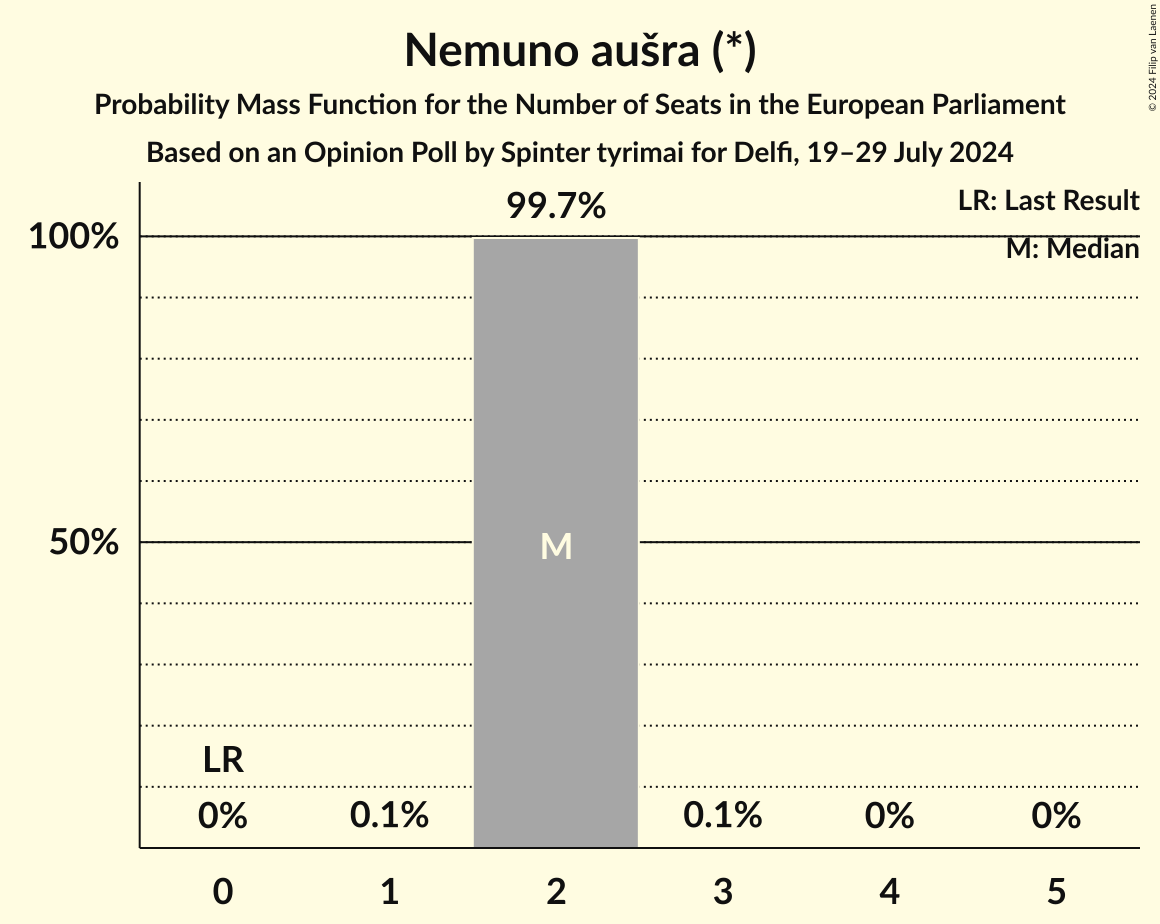 Nemuno aušra (*)
Probability Mass Function for the Number of Seats in the European Parliament
Based on an Opinion Poll by Spinter tyrimai for Delfi, 19–29 July 2024
© 2024 Filip van Laenen
LR: Last Result
M: Median
99.7%
100%
50%
M
LR
0% 0.1% 0.1% 0% 0%
0 1 2 3 4 5